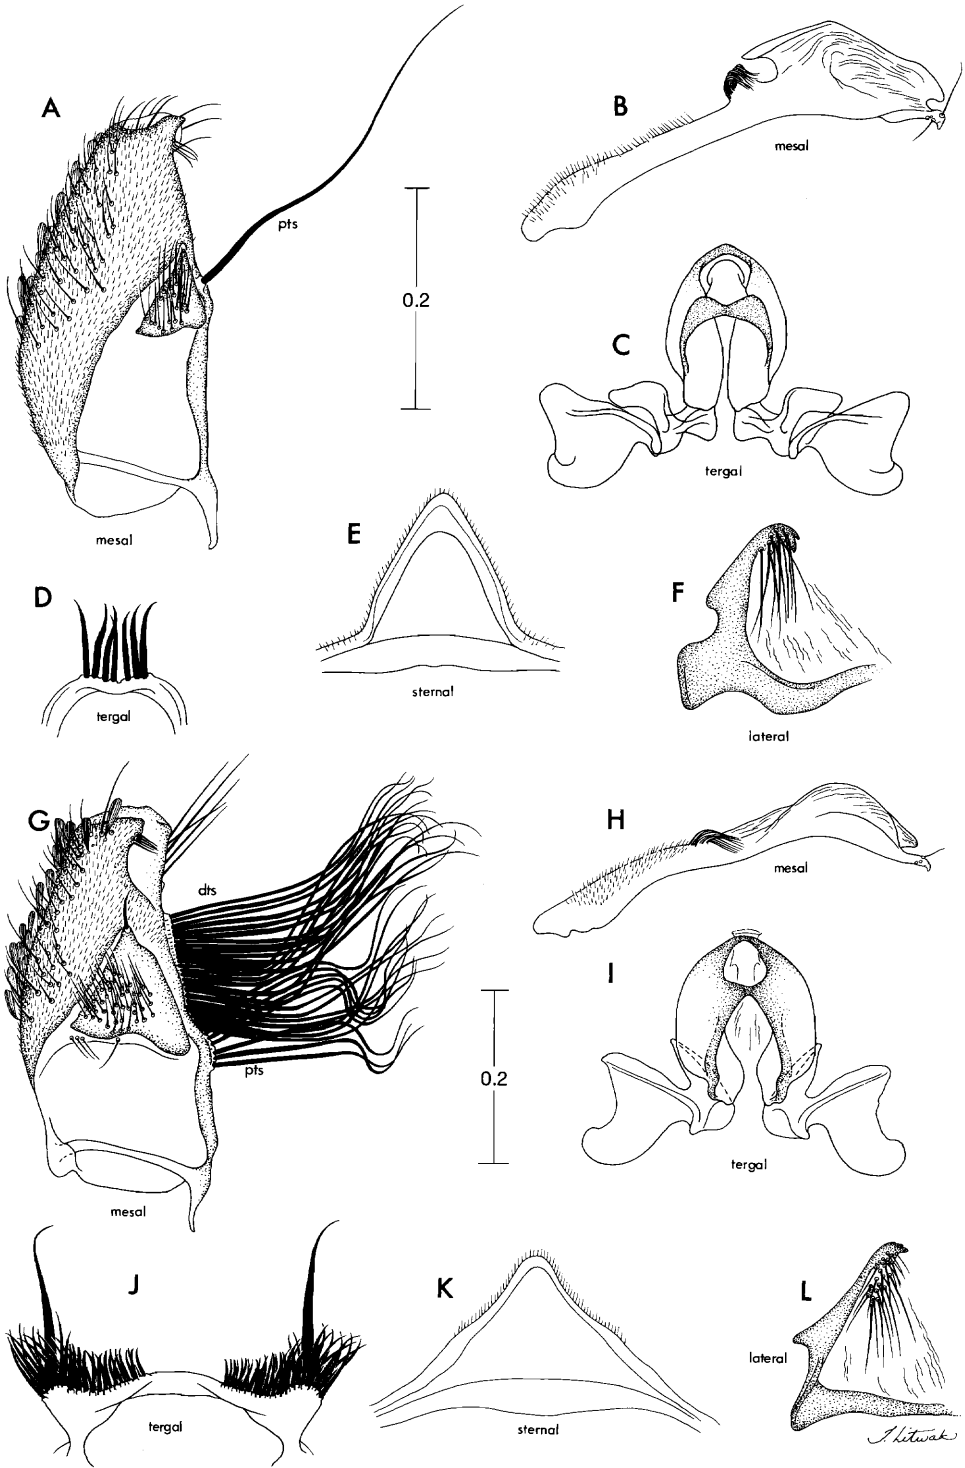 A
pts
mesal
B
mesal
0.2
C
tergal
D
tergal
E
sternal
F
lateral
G
dts
pts
mesal
H
mesal
0.2
I
tergal
J
tergal
K
sternal
L
lateral
T. Litwak